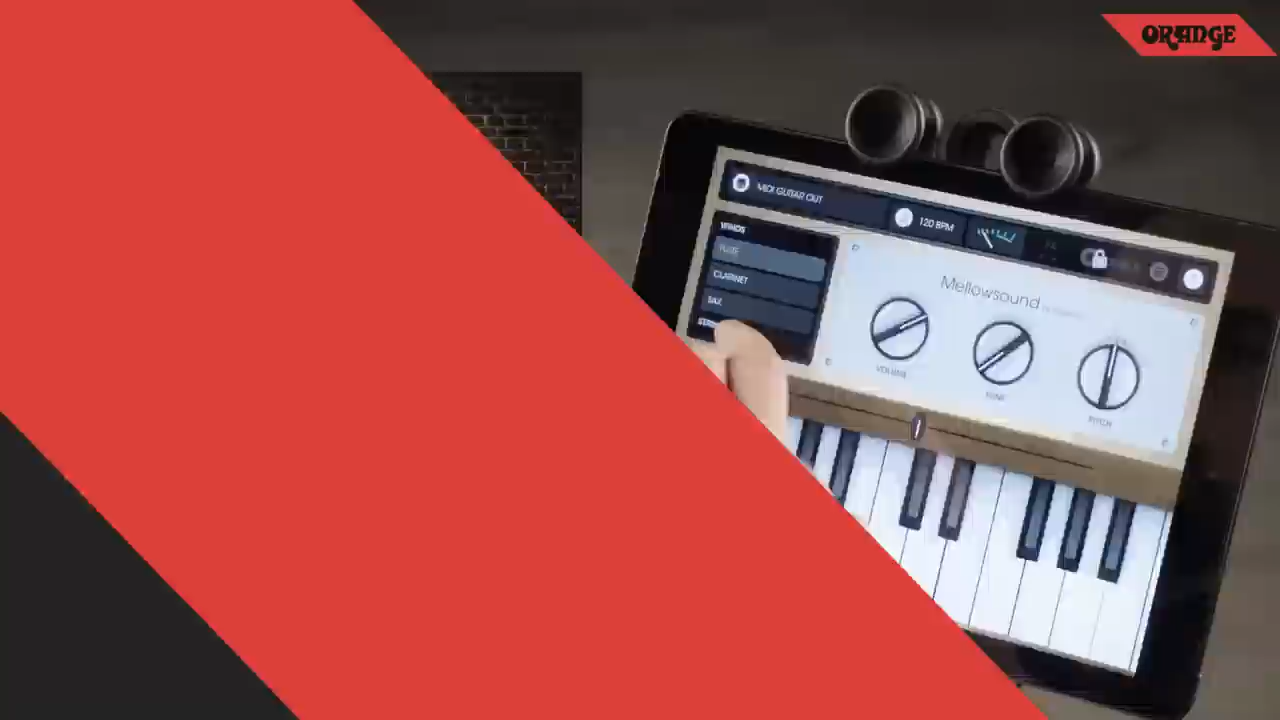 ORANGE
MIDI GUITAR OUT
120 BPM
WINDS
FLUTE
CLARINET
SAX
Mellowsound
VOLUME
TONE
PITCH